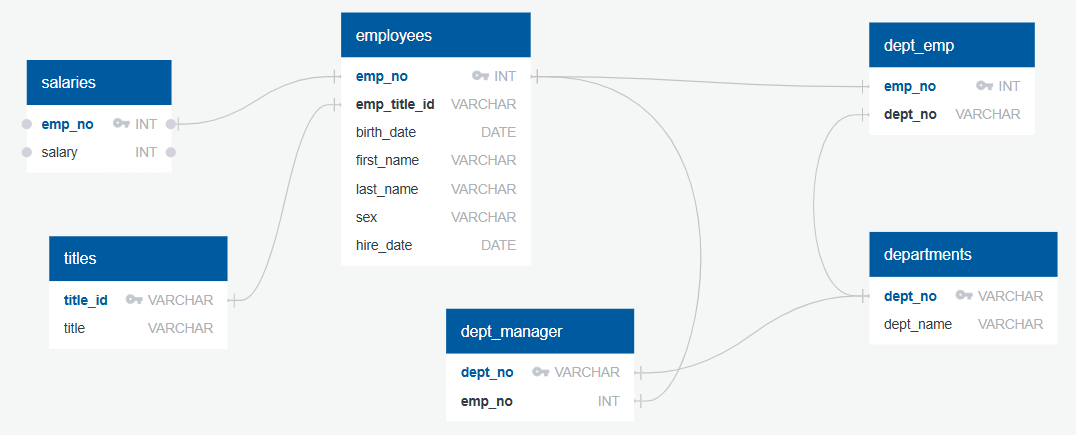 salaries
emp_no INT
salary INT
titles
title_id VARCHAR
title VARCHAR
employees
emp_no INT
emp_title_id VARCHAR
birth_date DATE
first_name VARCHAR
last_name VARCHAR
sex VARCHAR
hire_date DATE
dept_manager
dept_no VARCHAR
emp_no INT
dept_emp
emp_no INT
dept_no VARCHAR
departments
dept_no VARCHAR
dept_name VARCHAR